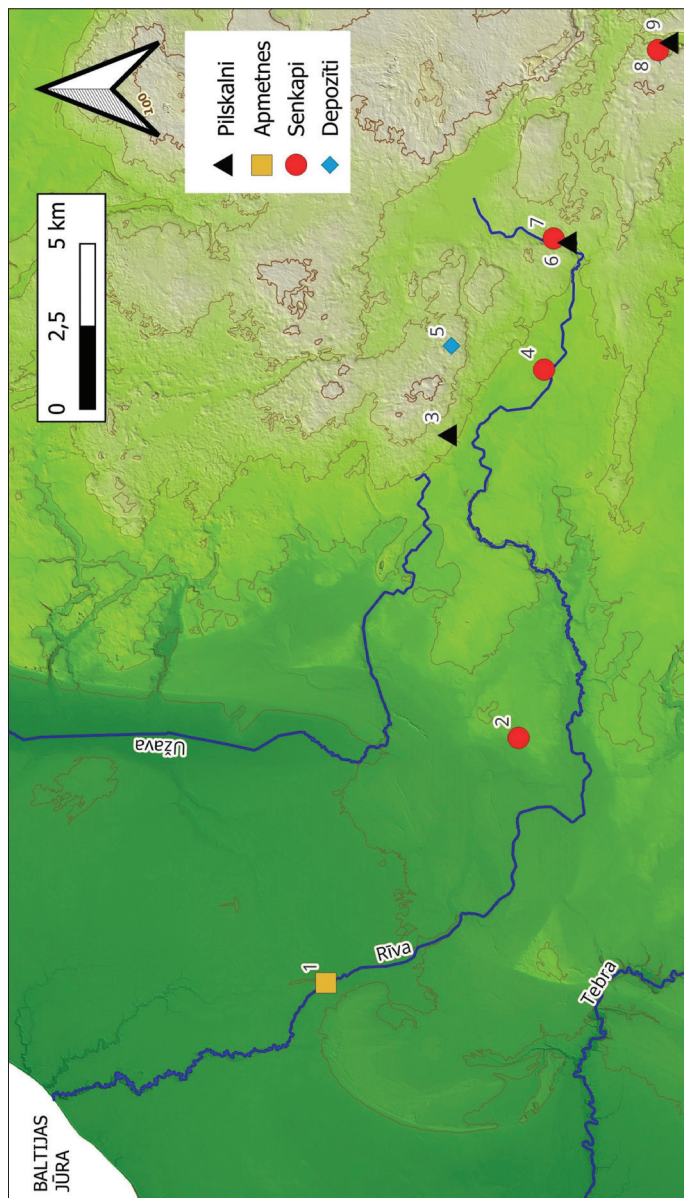 BALTIJAS
JŪRA
Užava
Rīva
Tebra
1
2
3
4
5
6
7
8
9
0
2,5
5 km
100
Pilskalni
Apmetnes
Senkapi
Depozīti